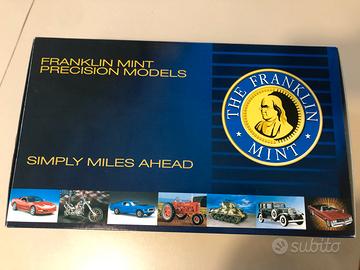 FRANKLIN MINT
PRECISION MODELS
THE FRANKLIN
MINT
SIMPLY MILES AHEAD
subito